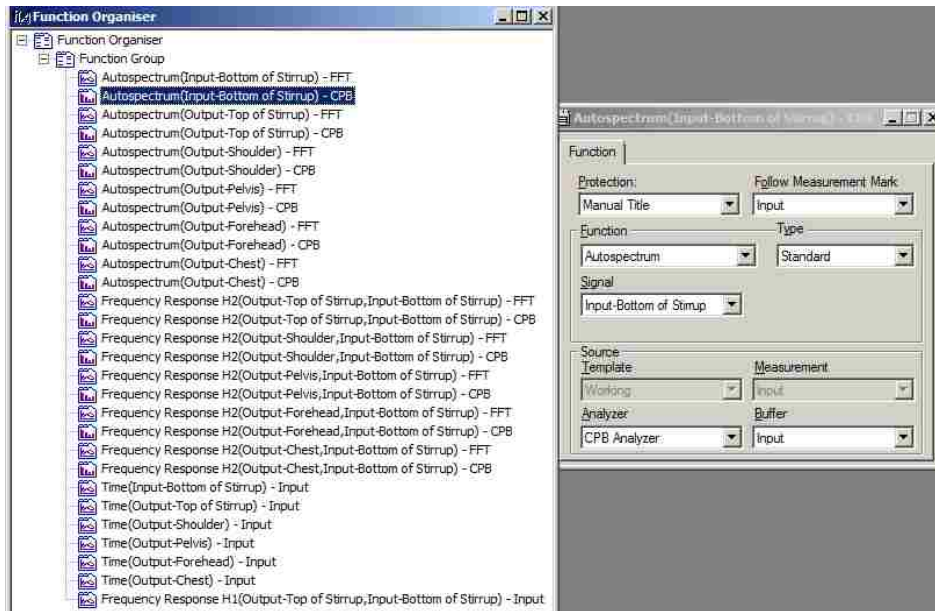 Function Organiser
Function Organiser
Function Group
Autospectrum(Input-Bottom of Stirrup) - FFT
Autospectrum(Input-Bottom of Stirrup) - CPB
Autospectrum(Output-Top of Stirrup) - FFT
Autospectrum(Output-Top of Stirrup) - CPB
Autospectrum(Output-Shoulder) - FFT
Autospectrum(Output-Shoulder) - CPB
Autospectrum(Output-Pelvis) - FFT
Autospectrum(Output-Pelvis) - CPB
Autospectrum(Output-Forehead) - FFT
Autospectrum(Output-Forehead) - CPB
Autospectrum(Output-Chest) - FFT
Autospectrum(Output-Chest) - CPB
Frequency Response H2(Output-Top of Stirrup,Input-Bottom of Stirrup) - FFT
Frequency Response H2(Output-Top of Stirrup,Input-Bottom of Stirrup) - CPB
Frequency Response H2(Output-Shoulder,Input-Bottom of Stirrup) - FFT
Frequency Response H2(Output-Shoulder,Input-Bottom of Stirrup) - CPB
Frequency Response H2(Output-Pelvis,Input-Bottom of Stirrup) - FFT
Frequency Response H2(Output-Pelvis,Input-Bottom of Stirrup) - CPB
Frequency Response H2(Output-Forehead,Input-Bottom of Stirrup) - FFT
Frequency Response H2(Output-Forehead,Input-Bottom of Stirrup) - CPB
Frequency Response H2(Output-Chest,Input-Bottom of Stirrup) - FFT
Frequency Response H2(Output-Chest,Input-Bottom of Stirrup) - CPB
Time(Input-Bottom of Stirrup) - Input
Time(Output-Top of Stirrup) - Input
Time(Output-Shoulder) - Input
Time(Output-Pelvis) - Input
Time(Output-Forehead) - Input
Time(Output-Chest) - Input
Frequency Response H1(Output-Top of Stirrup,Input-Bottom of Stirrup) - Input
Autospectrum(Input-Bottom of Stirrup) - CPB
Function
Protection: Follow Measurement Mark
Manual Title Input
Function Type
Autospectrum Standard
Signal
Input-Bottom of Stirrup
Source
Template Measurement
Working Input
Analyzer Buffer
CPB Analyzer Input